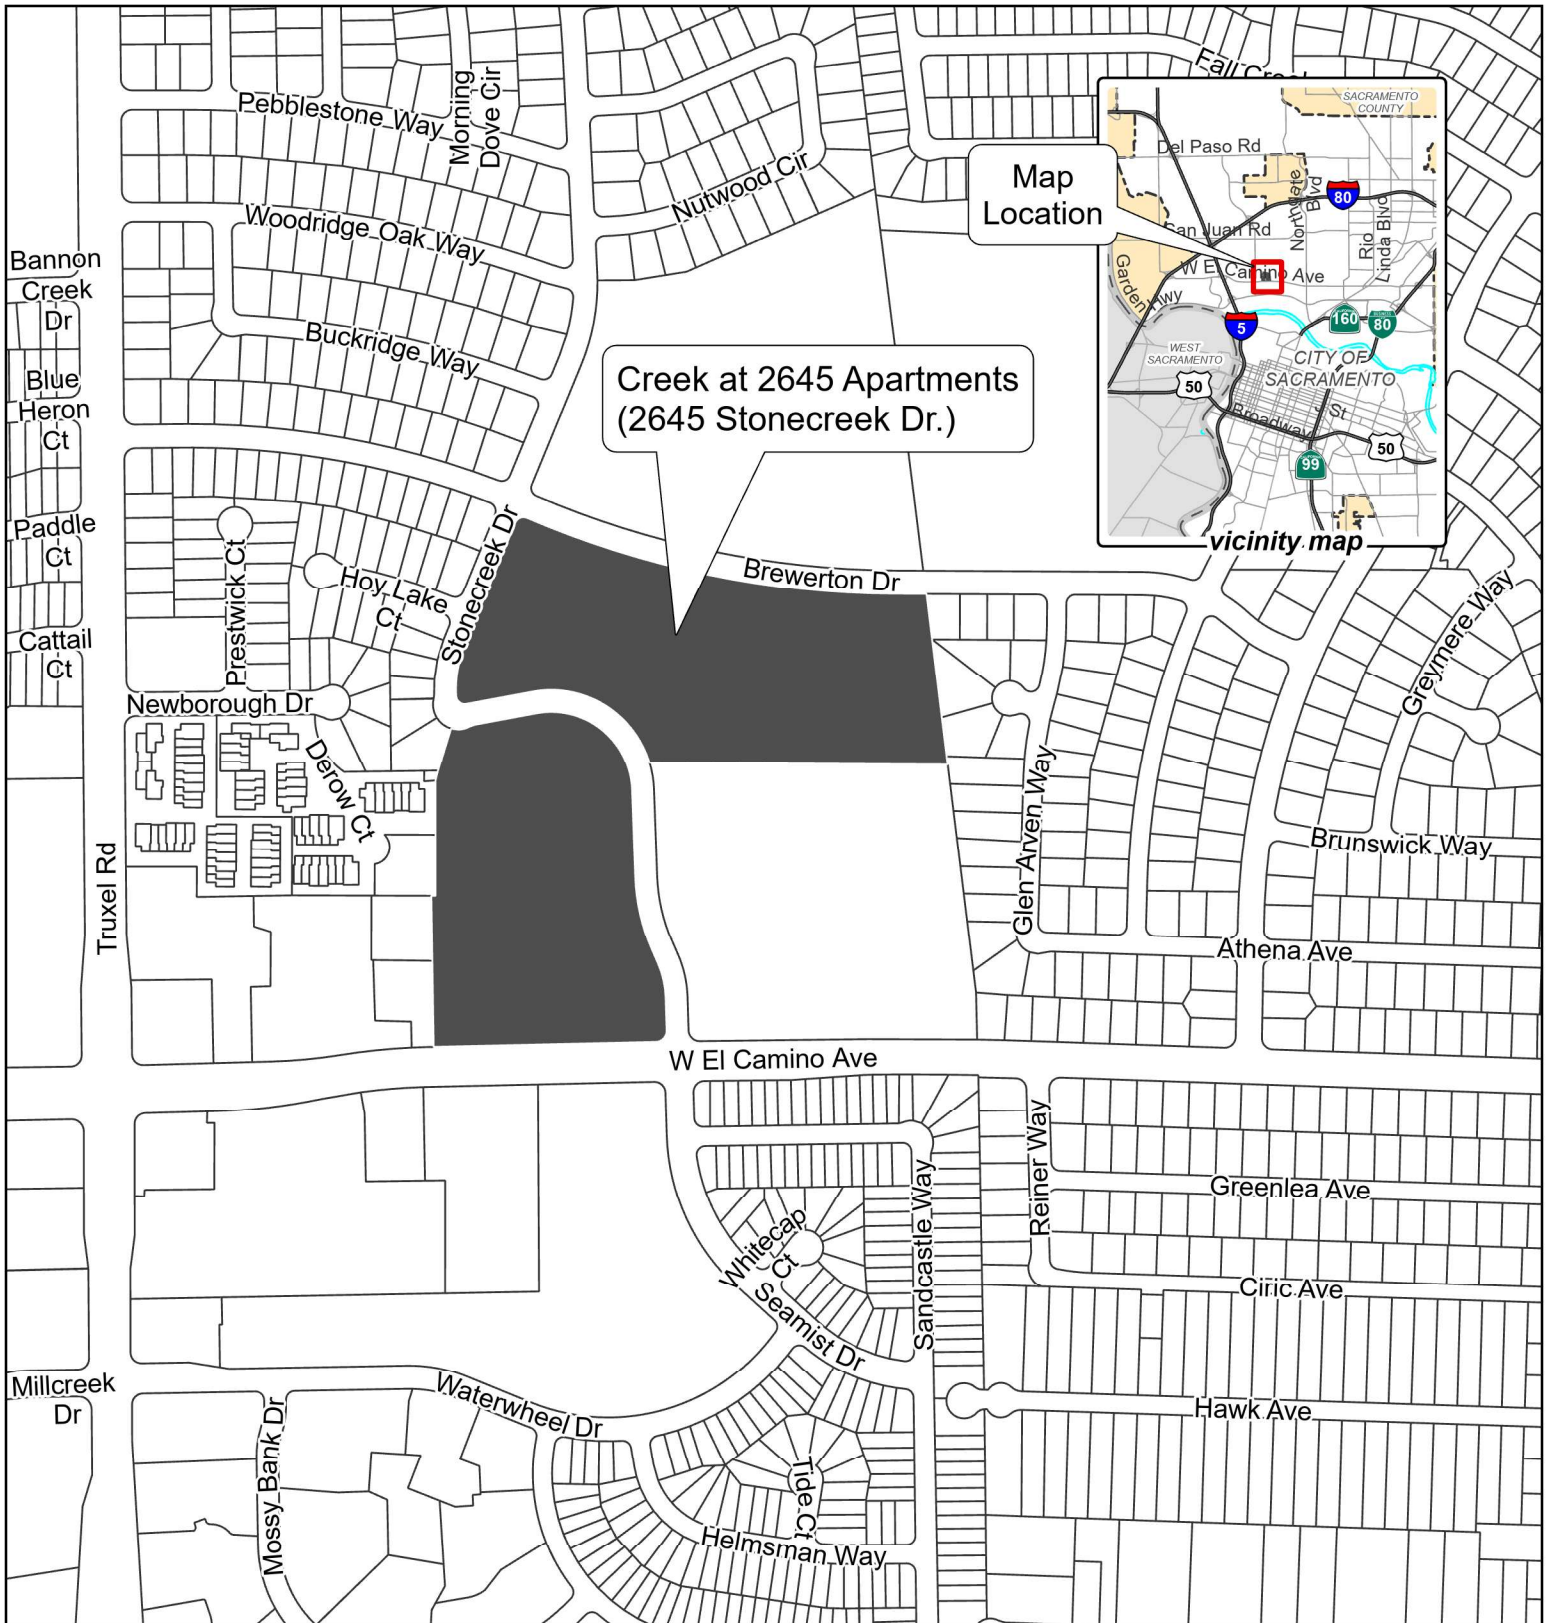 Fall Creek
Pebblestone Way
Morning
Dove Cir
Nutwood Cir
Woodridge Oak Way
Buckridge Way
Bannon
Creek
Dr
Blue
Heron
Ct
Paddle
Ct
Cattail
Ct
SACRAMENTO
COUNTY
Del Paso Rd
Map
Location
Northgate
Blvd
80
San Juan Rd
Rio
Linda Blvd
W El Camino Ave
Garden Hwy
5
160
BUSINESS
80
WEST
SACRAMENTO
CITY OF
SACRAMENTO
50
Broadway
J St
50
99
vicinity map
Creek at 2645 Apartments
(2645 Stonecreek Dr.)
Stonecreek Dr
Brewerton Dr
Prestwick Ct
Hoy Lake
Ct
Newborough Dr
Derow Ct
Greymere Way
Glen Arven Way
Brunswick Way
Truxel Rd
Athena Ave
W El Camino Ave
Reiner Way
Greenlea Ave
Sandcastle Way
Whitecap
Ct
Seamist Dr
Ciric Ave
Millcreek
Dr
Waterwheel Dr
Hawk Ave
Mossy Bank Dr
Tide Ct
Helmsman Way